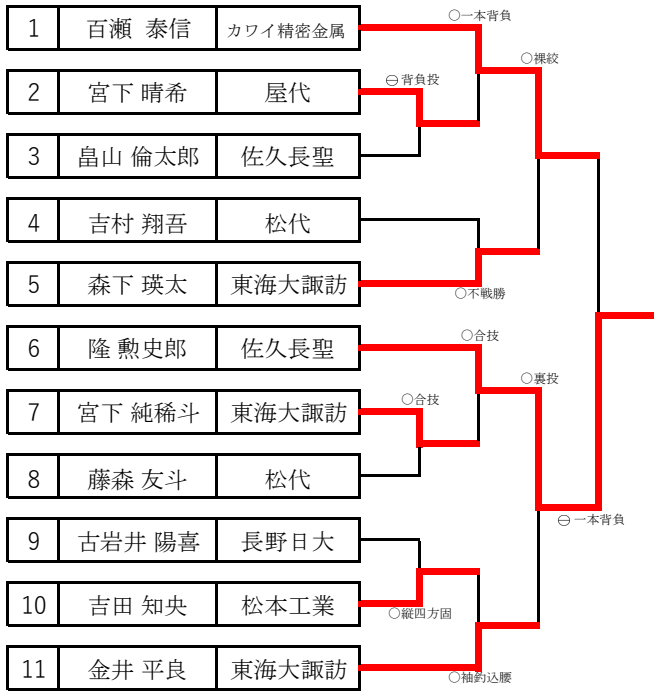 1 百瀬 泰信 カワイ精密金属
○一本背負
○裸絞
2 宮下 晴希 屋代
㊀背負投
3 畠山 倫太郎 佐久長聖
4 吉村 翔吾 松代
5 森下 瑛太 東海大諏訪
○不戦勝
6 隆 勲史郎 佐久長聖
○合技
○裏投
7 宮下 純稀斗 東海大諏訪
○合技
8 藤森 友斗 松代
9 古岩井 陽喜 長野日大
㊀一本背負
10 吉田 知央 松本工業
○縦四方固
11 金井 平良 東海大諏訪
○袖釣込腰